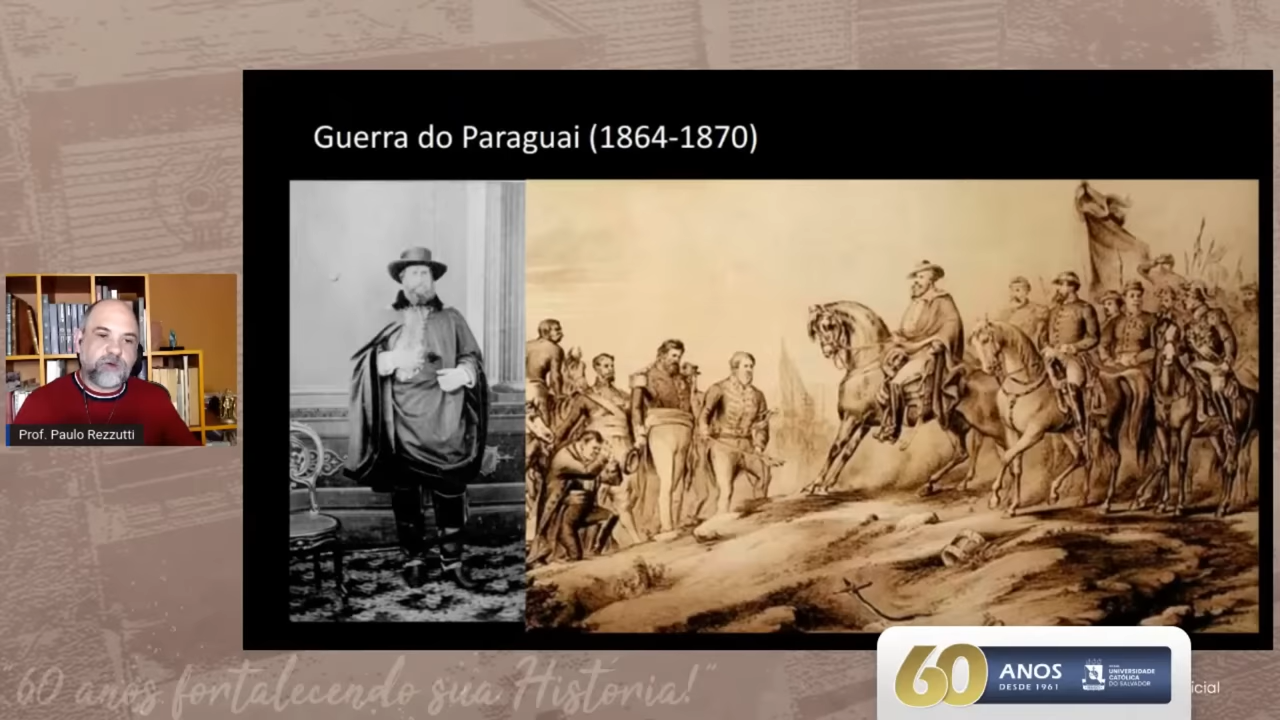 Guerra do Paraguai (1864-1870)
Prof. Paulo Rezzutti
"60 anos fortalecendo sua História!"
60 ANOS
DESDE 1961
UNIVERSIDADE
CATÓLICA
DO SALVADOR
icial